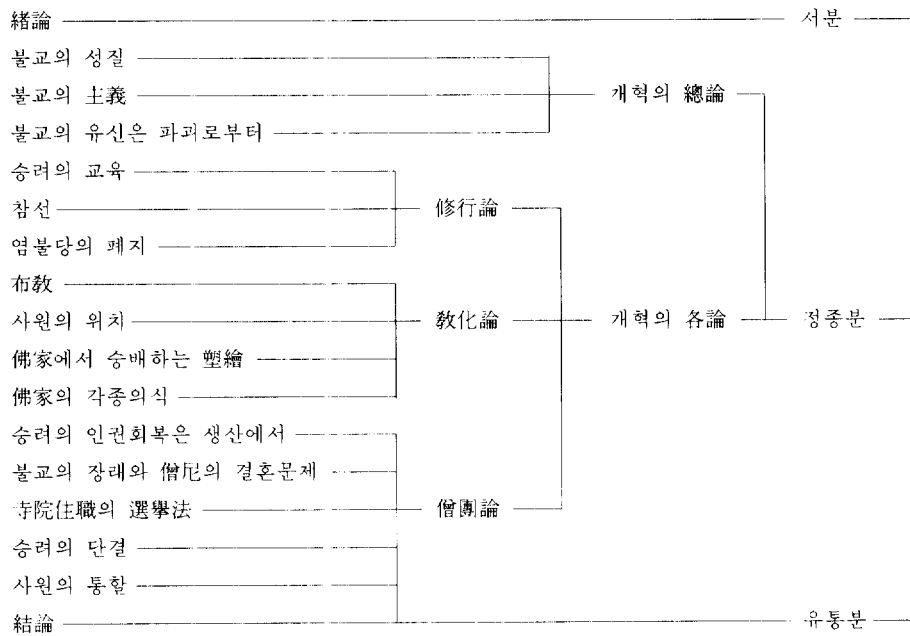 緖論 서분
불교의 성질
불교의 主義 개혁의 總論
불교의 유신은 파괴로부터
승려의 교육
참선 修行論
염불당의 폐지
布敎
사원의 위치 敎化論 개혁의 各論 정종분
佛家에서 숭배하는 塑繪
佛家의 각종의식
승려의 인권회복은 생산에서
불교의 장래와 僧尼의 결혼문제
寺院住職의 選擧法 僧團論
승려의 단결
사원의 통할
結論 유통분